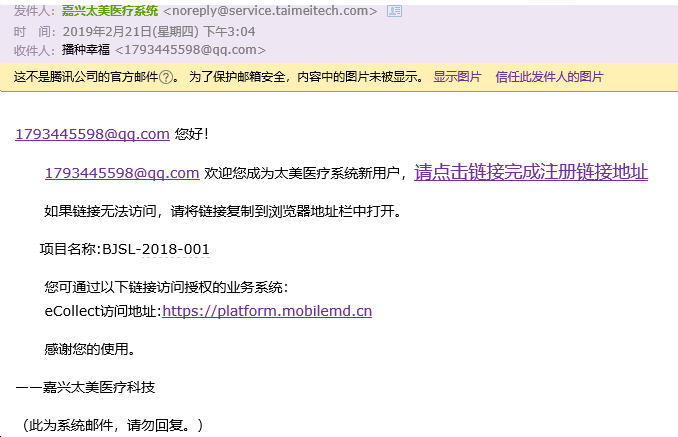 发件人：嘉兴太美医疗系统 <noreply@service.taimeitech.com>
时　间：2019年2月21日(星期四) 下午3:04
收件人：播种幸福 <1793445598@qq.com>
这不是腾讯公司的官方邮件?。 为了保护邮箱安全，内容中的图片未被显示。 显示图片 信任此发件人的图片
1793445598@qq.com 您好！
1793445598@qq.com 欢迎您成为太美医疗系统新用户，请点击链接完成注册链接地址
如果链接无法访问，请将链接复制到浏览器地址栏中打开。
项目名称:BJSL-2018-001
您可通过以下链接访问授权的业务系统：
eCollect访问地址:https://platform.mobilemd.cn
感谢您的使用。
——嘉兴太美医疗科技
（此为系统邮件，请勿回复。）